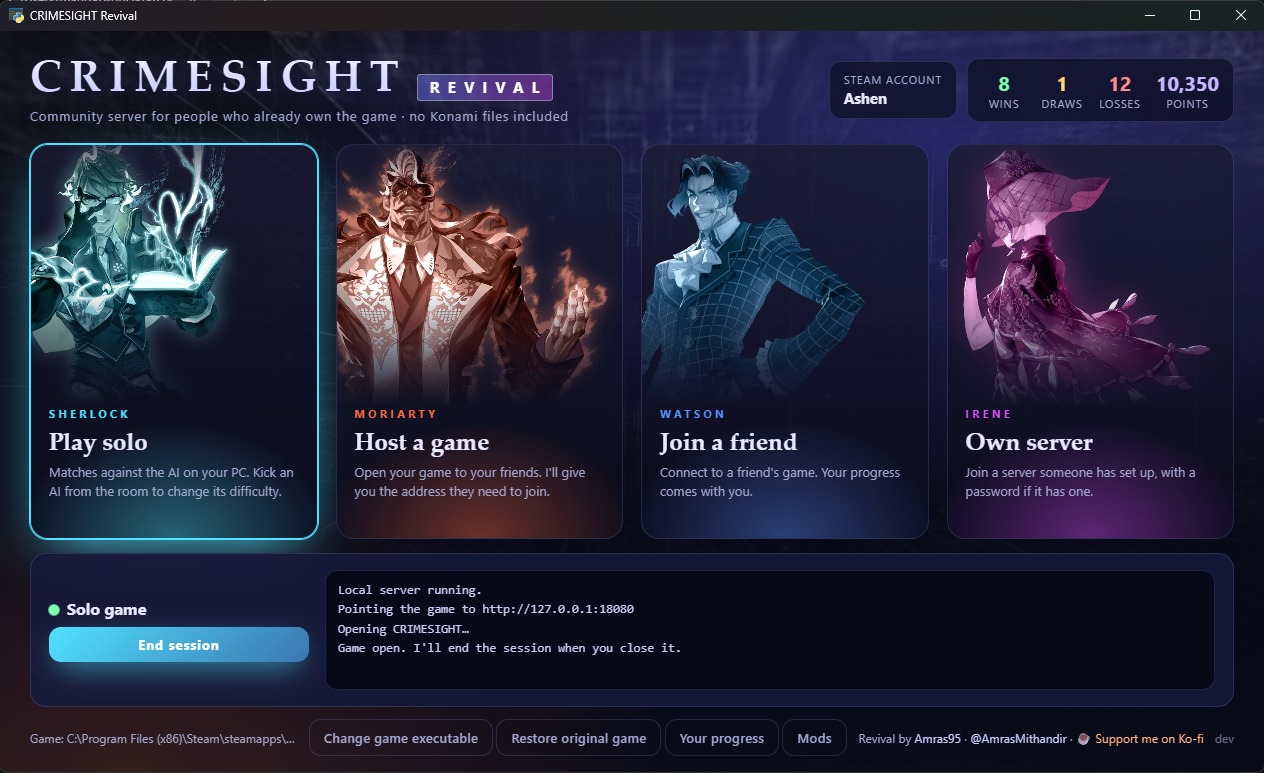 CRIMESIGHT Revival
CRIMESIGHT REVIVAL
Community server for people who already own the game · no Konami files included
STEAM ACCOUNT
Ashen
8 1 12 10,350
WINS DRAWS LOSSES POINTS
SHERLOCK
Play solo
Matches against the AI on your PC. Kick an
AI from the room to change its difficulty.
MORIARTY
Host a game
Open your game to your friends. I'll give
you the address they need to join.
WATSON
Join a friend
Connect to a friend's game. Your progress
comes with you.
IRENE
Own server
Join a server someone has set up, with a
password if it has one.
Solo game
End session
Local server running.
Pointing the game to http://127.0.0.1:18080
Opening CRIMESIGHT…
Game open. I'll end the session when you close it.
Game: C:\Program Files (x86)\Steam\steamapps\... Change game executable Restore original game Your progress Mods Revival by Amras95 · @AmrasMithandir · Support me on Ko-fi dev